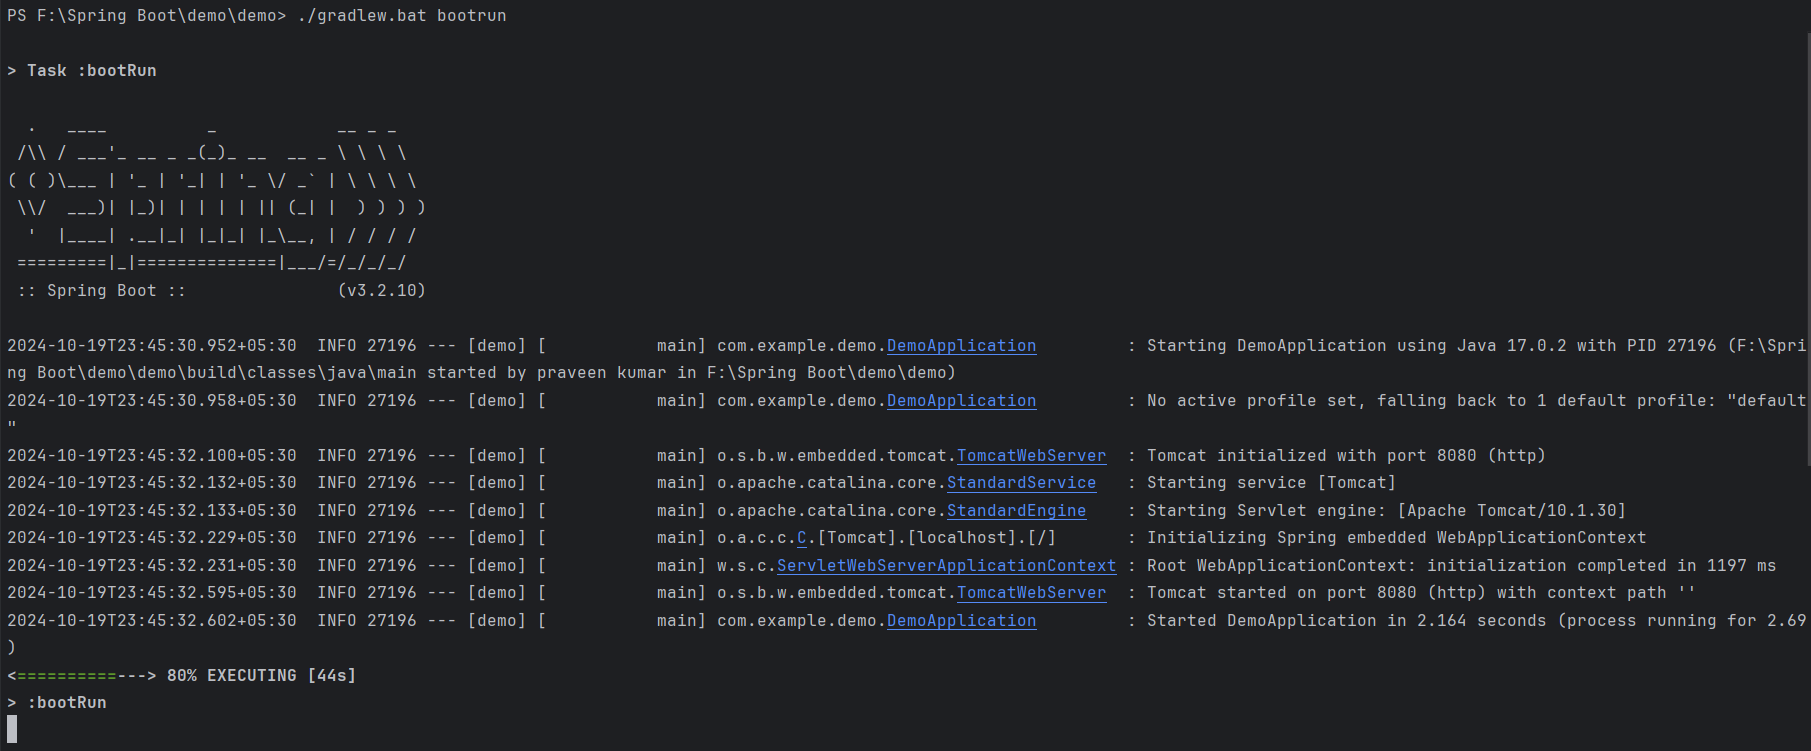 PS F:\Spring Boot\demo\demo> ./gradlew.bat bootrun

> Task :bootRun

  .   ____          _            __ _ _
 /\\ / ___'_ __ _ _(_)_ __  __ _ \ \ \ \
( ( )\___ | '_ | '_| | '_ \/ _` | \ \ \ \
 \\/  ___)| |_)| | | | | || (_| |  ) ) ) )
  '  |____| .__|_| |_|_| |_\__, | / / / /
 =========|_|==============|___/=/_/_/_/
 :: Spring Boot ::               (v3.2.10)

2024-10-19T23:45:30.952+05:30  INFO 27196 --- [demo] [           main] com.example.demo.DemoApplication         : Starting DemoApplication using Java 17.0.2 with PID 27196 (F:\Spri
ng Boot\demo\demo\build\classes\java\main started by praveen kumar in F:\Spring Boot\demo\demo)
2024-10-19T23:45:30.958+05:30  INFO 27196 --- [demo] [           main] com.example.demo.DemoApplication         : No active profile set, falling back to 1 default profile: "default
"
2024-10-19T23:45:32.100+05:30  INFO 27196 --- [demo] [           main] o.s.b.w.embedded.tomcat.TomcatWebServer  : Tomcat initialized with port 8080 (http)
2024-10-19T23:45:32.132+05:30  INFO 27196 --- [demo] [           main] o.apache.catalina.core.StandardService   : Starting service [Tomcat]
2024-10-19T23:45:32.133+05:30  INFO 27196 --- [demo] [           main] o.apache.catalina.core.StandardEngine    : Starting Servlet engine: [Apache Tomcat/10.1.30]
2024-10-19T23:45:32.229+05:30  INFO 27196 --- [demo] [           main] o.a.c.c.C.[Tomcat].[localhost].[/]       : Initializing Spring embedded WebApplicationContext
2024-10-19T23:45:32.231+05:30  INFO 27196 --- [demo] [           main] w.s.c.ServletWebServerApplicationContext : Root WebApplicationContext: initialization completed in 1197 ms
2024-10-19T23:45:32.595+05:30  INFO 27196 --- [demo] [           main] o.s.b.w.embedded.tomcat.TomcatWebServer  : Tomcat started on port 8080 (http) with context path ''
2024-10-19T23:45:32.602+05:30  INFO 27196 --- [demo] [           main] com.example.demo.DemoApplication         : Started DemoApplication in 2.164 seconds (process running for 2.69
)
<==========---> 80% EXECUTING [44s]
> :bootRun